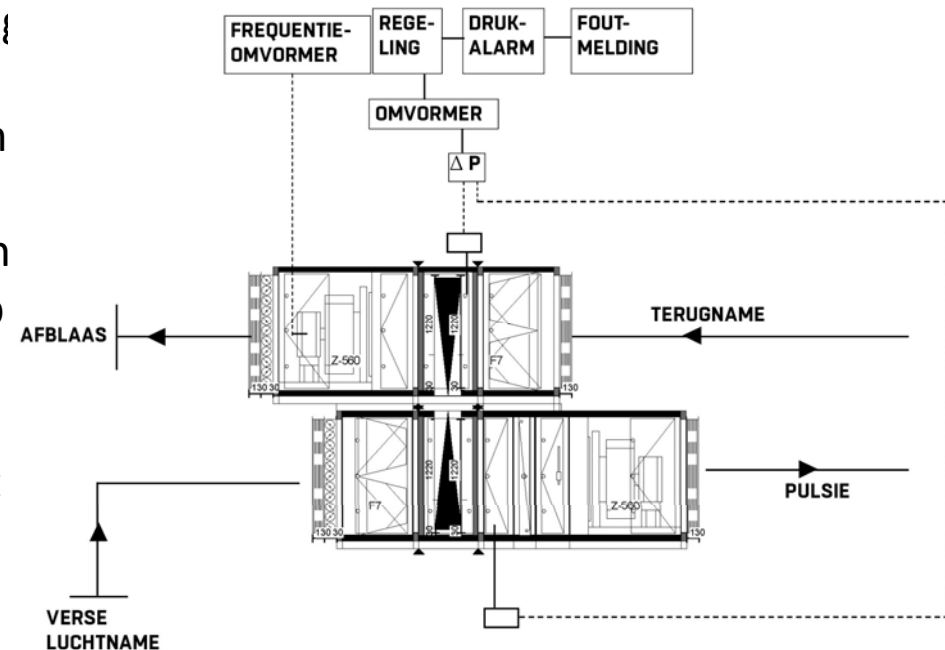 FREQUENTIE-
OMVORMER
REGE-
LING
DRUK-
ALARM
FOUT-
MELDING
OMVORMER
Δ P
AFBLAAS
TERUGNAME
1220
1220
Z-560
F7
30
30
130 30
130
PULSIE
1220
1220
F7
Z-560
30
30
130 30
130
VERSE
LUCHTNAME